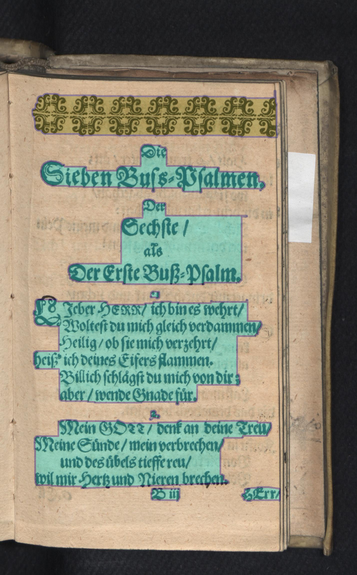 Die
Sieben Buſs-Pſalmen.
Der
Sechſte /
als
Der Erſte Buß-Pſalm.
1.
LIeber HERR / ich bin es wehrt /
Wolteſt du mich gleich verdammen /
Heilig / ob ſie mich verzehrt /
heiß' ich deines Eifers flammen.
Billich ſchlägſt du mich von dir :
aber / wende Gnade für.
2.
Mein GOTT / denk an deine Treu /
Meine Sünde / mein verbrechen /
und des übels tieffe reu /
wil mir Hertz und Nieren brechen.
B iij
HErr /